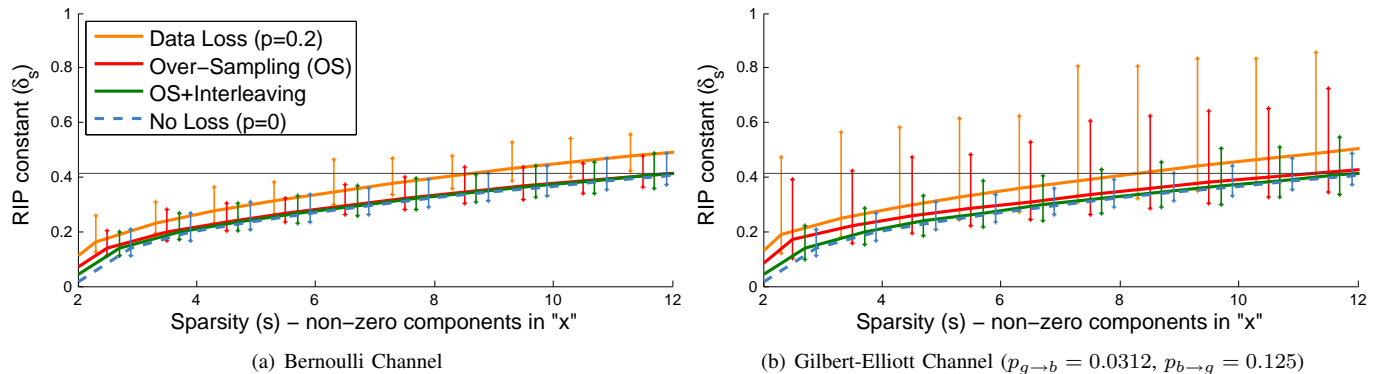 RIP constant (δs)
1
0.8
0.6
0.4
0.2
0
Data Loss (p=0.2)
Over−Sampling (OS)
OS+Interleaving
No Loss (p=0)
2 4 6 8 10 12
Sparsity (s) − non−zero components in "x"
(a) Bernoulli Channel
RIP constant (δs)
1
0.8
0.6
0.4
0.2
0
2 4 6 8 10 12
Sparsity (s) − non−zero components in "x"
(b) Gilbert-Elliott Channel (pg→b = 0.0312, pb→g = 0.125)